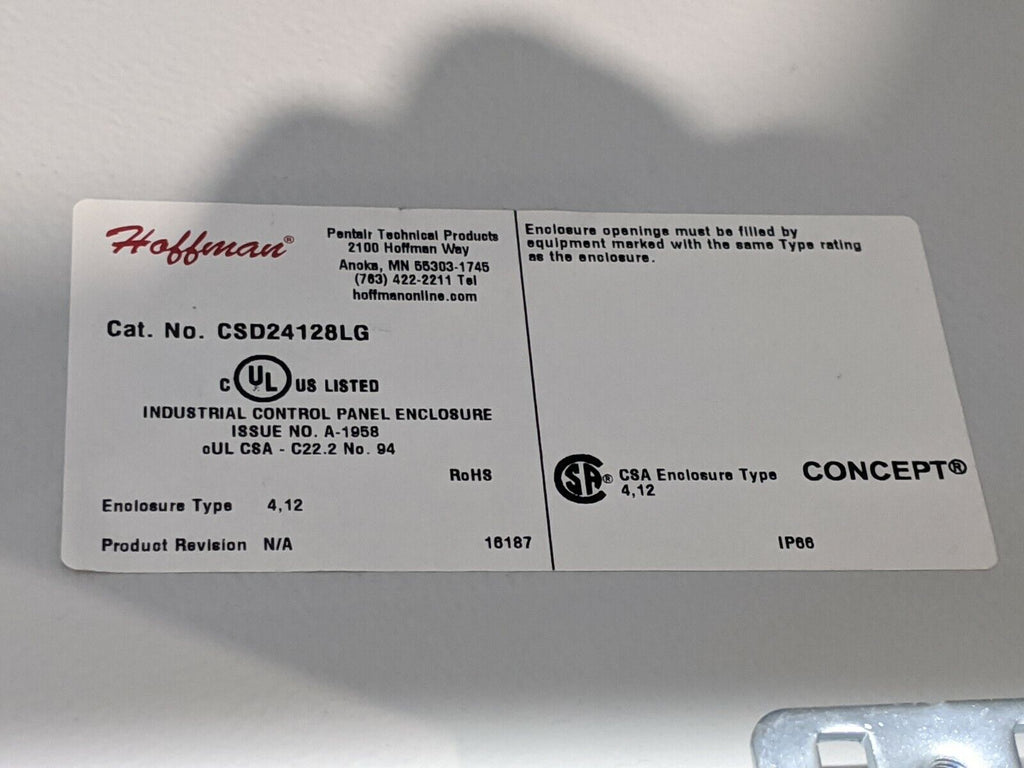 Hoffman®
Pentair Technical Products
2100 Hoffman Way
Anoka, MN 55303-1745
(763) 422-2211 Tel
hoffmanonline.com
Cat. No. CSD24128LG
C UL US LISTED
INDUSTRIAL CONTROL PANEL ENCLOSURE
ISSUE NO. A-1958
cUL CSA - C22.2 No. 94
RoHS
Enclosure Type 4,12
Product Revision N/A 16187
Enclosure openings must be filled by
equipment marked with the same Type rating
as the enclosure.
SA® CSA Enclosure Type
4,12
CONCEPT®
IP66